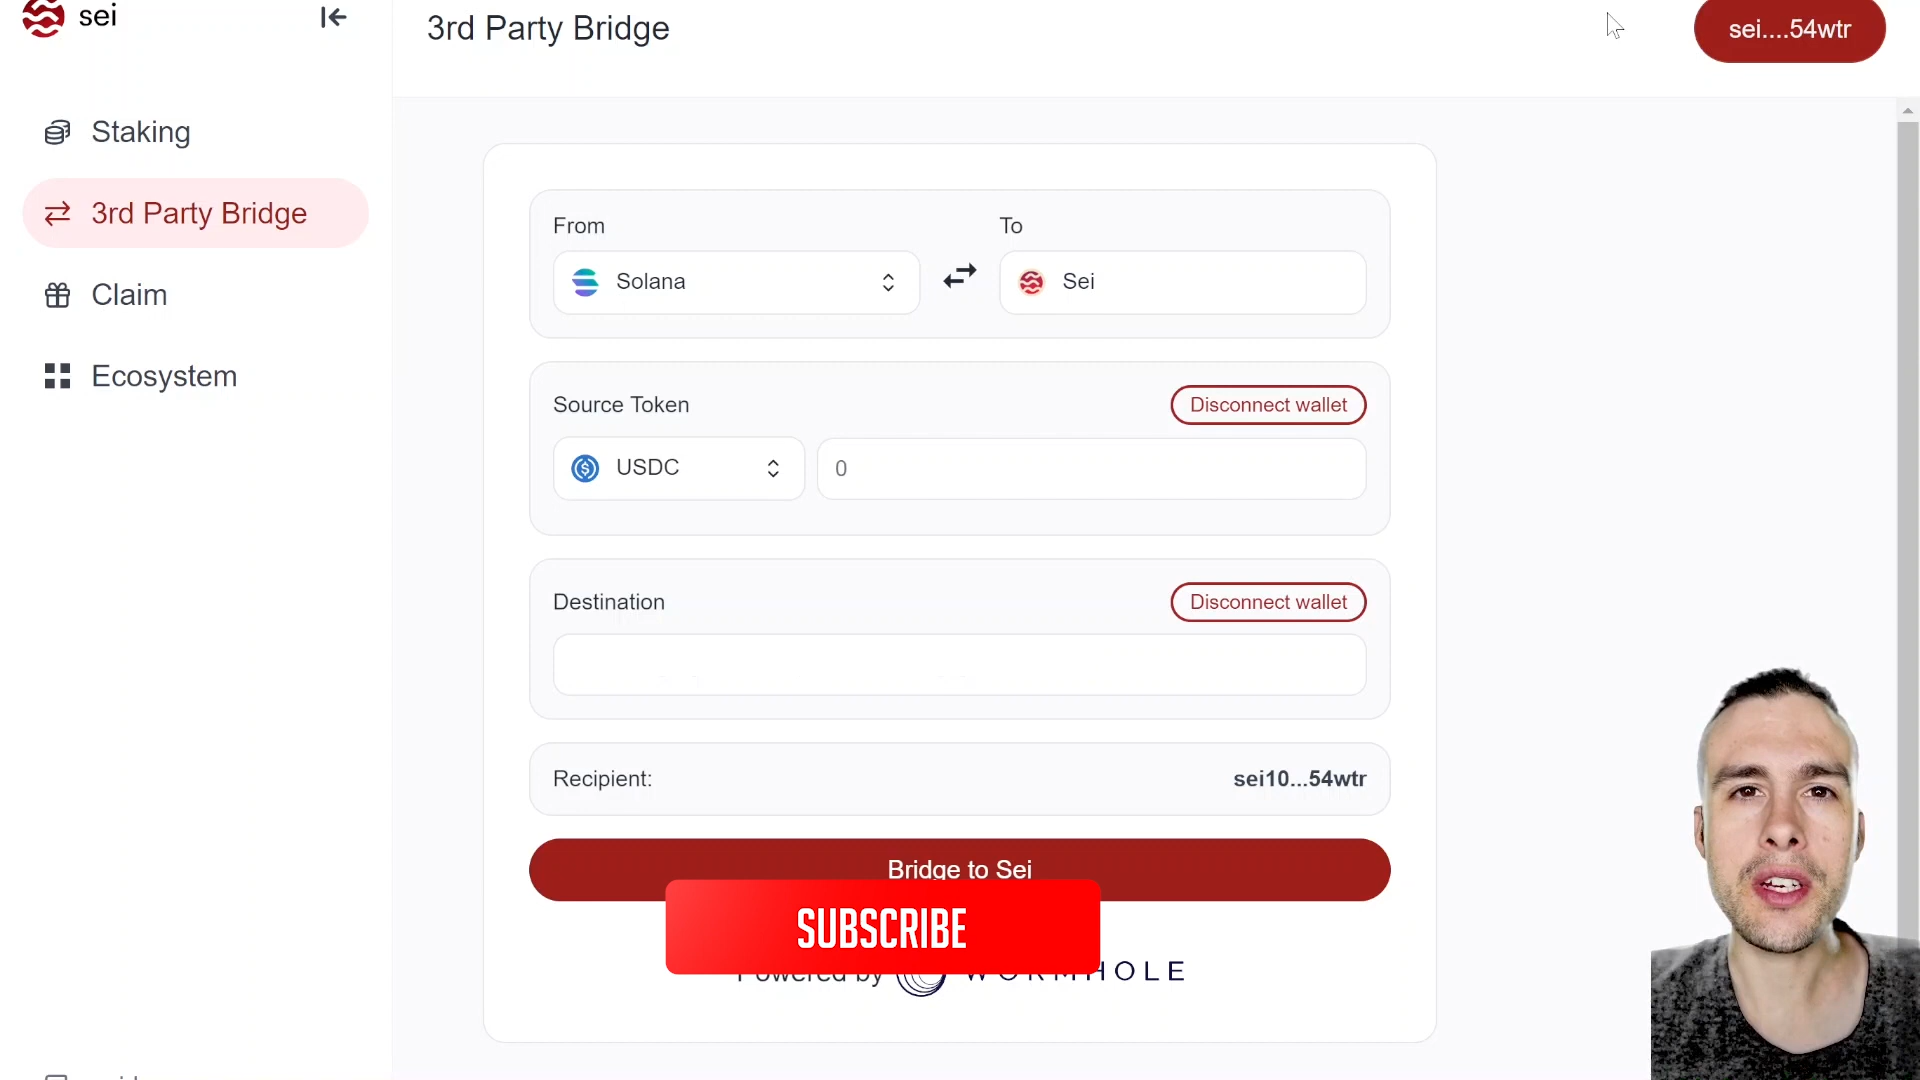 sei
3rd Party Bridge
sei....54wtr
Staking
3rd Party Bridge
Claim
Ecosystem
From
To
Solana
Sei
Source Token
Disconnect wallet
USDC
0
Destination
Disconnect wallet
Recipient:
sei10...54wtr
Bridge to Sei
SUBSCRIBE
Powered by WORMHOLE